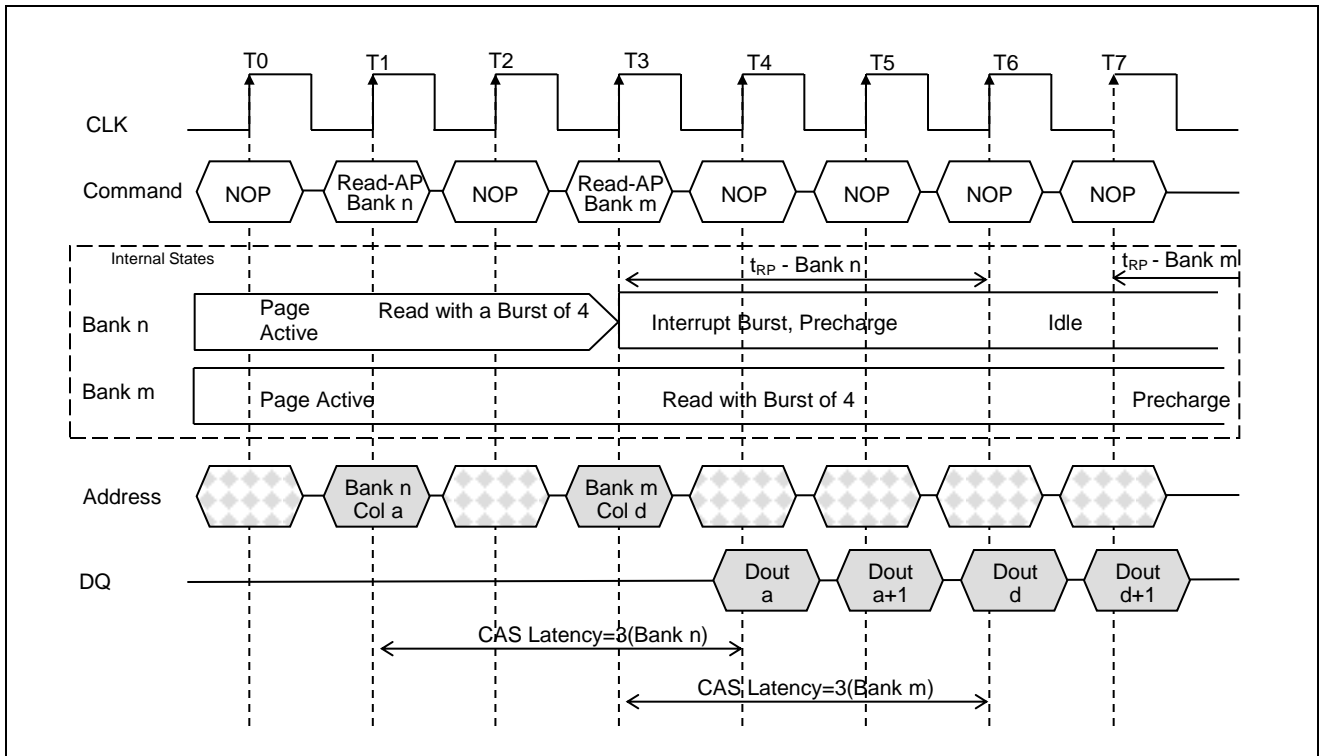 T0 T1 T2 T3 T4 T5 T6 T7
CLK
Command NOP Read-AP Bank n NOP Read-AP Bank m NOP NOP NOP NOP
Internal States
tRP - Bank n tRP - Bank m
Bank n Page Active Read with a Burst of 4 Interrupt Burst, Precharge Idle
Bank m Page Active Read with Burst of 4 Precharge
Address Bank n Col a Bank m Col d
DQ Dout a Dout a+1 Dout d Dout d+1
CAS Latency=3(Bank n)
CAS Latency=3(Bank m)